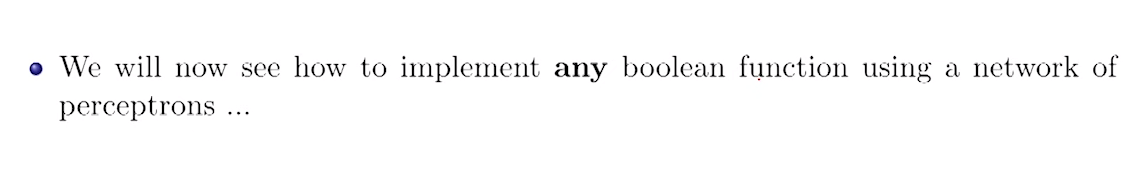 We will now see how to implement any boolean function using a network of
perceptrons ...